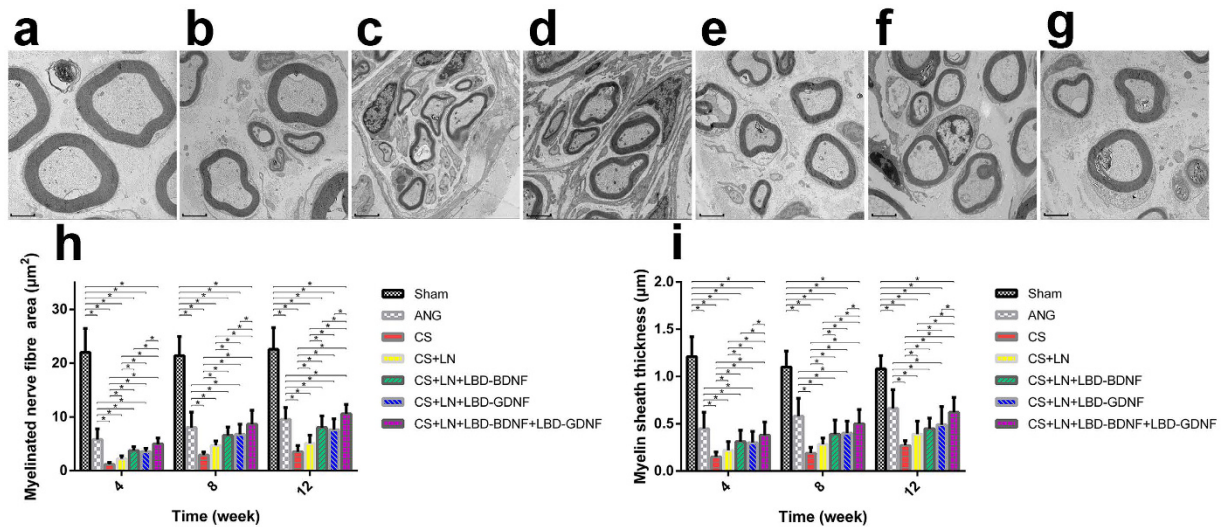 a b c d e f g
h
Myelinated nerve fibre area (µm²)
30
20
10
0
4 8 12
Time (week)
Sham
ANG
CS
CS+LN
CS+LN+LBD-BDNF
CS+LN+LBD-GDNF
CS+LN+LBD-BDNF+LBD-GDNF
i
Myelin sheath thickness (µm)
2.0
1.5
1.0
0.5
0.0
4 8 12
Time (week)
Sham
ANG
CS
CS+LN
CS+LN+LBD-BDNF
CS+LN+LBD-GDNF
CS+LN+LBD-BDNF+LBD-GDNF